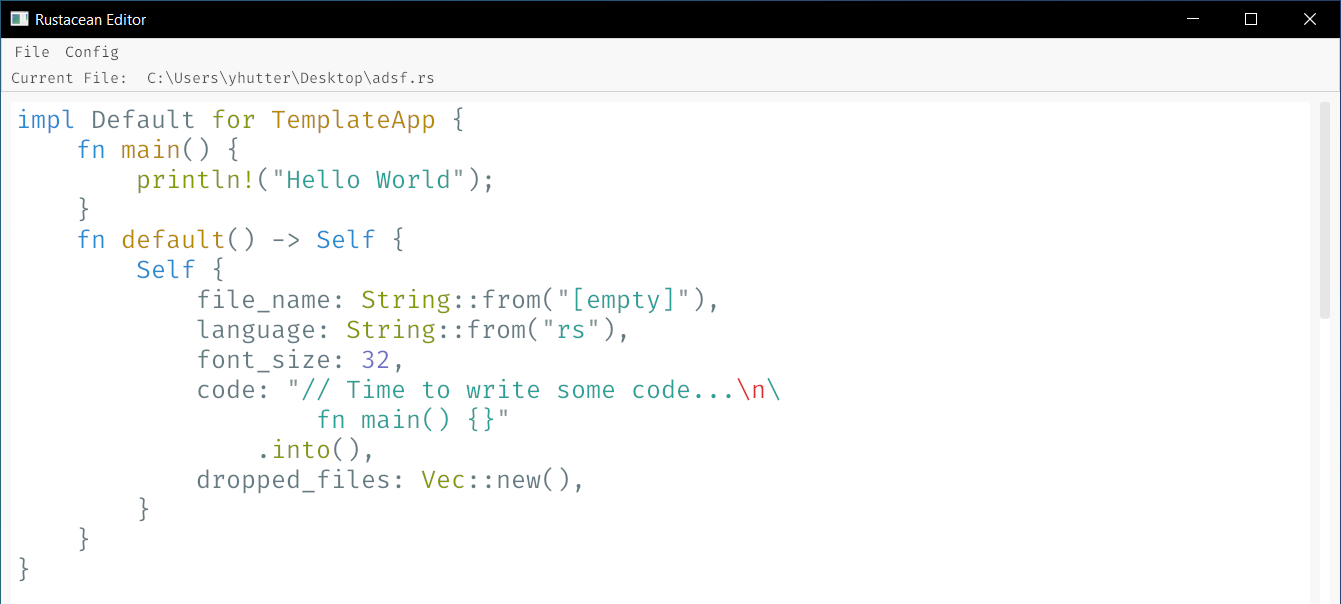 Rustacean Editor
File Config
Current File: C:\Users\yhutter\Desktop\adsf.rs
impl Default for TemplateApp {
    fn main() {
        println!("Hello World");
    }
    fn default() -> Self {
        Self {
            file_name: String::from("[empty]"),
            language: String::from("rs"),
            font_size: 32,
            code: "// Time to write some code...\n\
                    fn main() {}"
                .into(),
            dropped_files: Vec::new(),
        }
    }
}